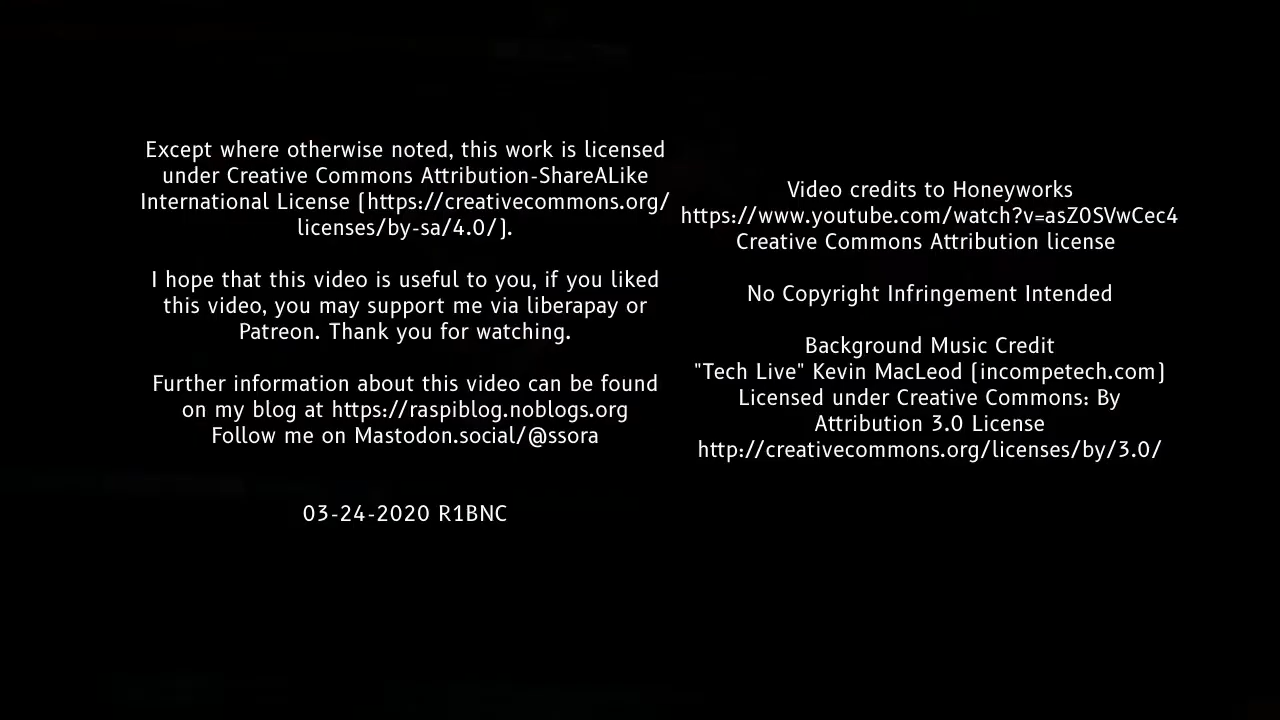 Except where otherwise noted, this work is licensed
under Creative Commons Attribution-ShareALike
International License [https://creativecommons.org/
licenses/by-sa/4.0/].
I hope that this video is useful to you, if you liked
this video, you may support me via liberapay or
Patreon. Thank you for watching.
Further information about this video can be found
on my blog at https://raspiblog.noblogs.org
Follow me on Mastodon.social/@ssora
03-24-2020 R1BNC
Video credits to Honeyworks
https://www.youtube.com/watch?v=asZ0SVwCec4
Creative Commons Attribution license
No Copyright Infringement Intended
Background Music Credit
"Tech Live" Kevin MacLeod [incompetech.com]
Licensed under Creative Commons: By
Attribution 3.0 License
http://creativecommons.org/licenses/by/3.0/